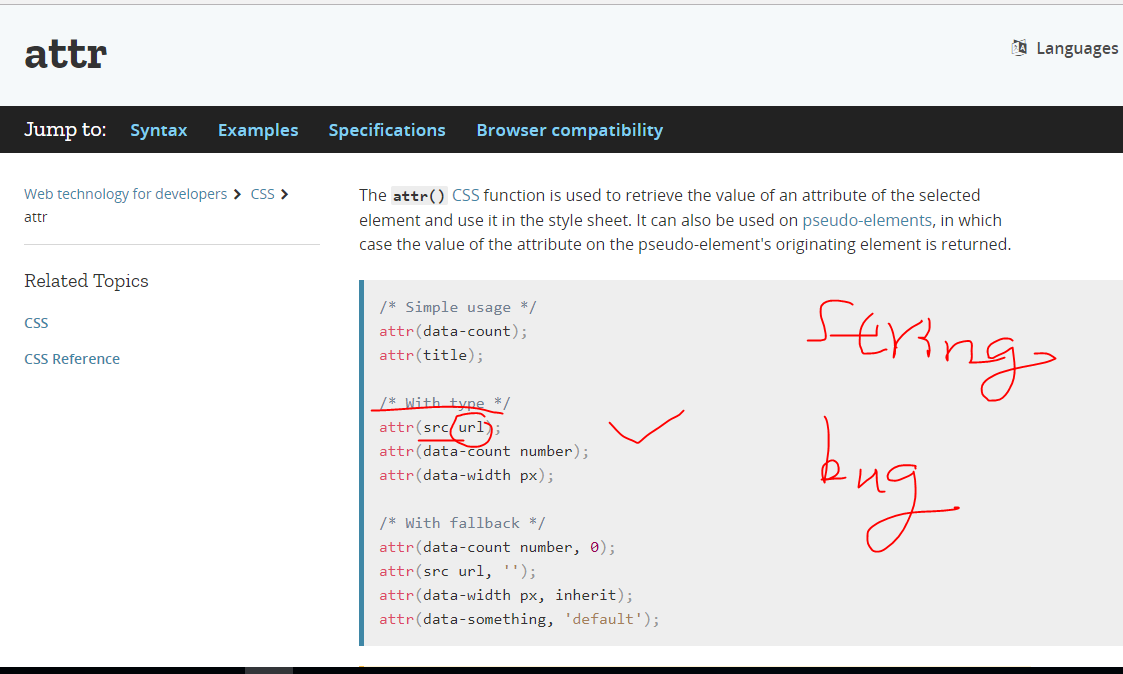 attr
Languages
Jump to: Syntax Examples Specifications Browser compatibility
Web technology for developers > CSS >
attr
Related Topics
CSS
CSS Reference
The attr() CSS function is used to retrieve the value of an attribute of the selected
element and use it in the style sheet. It can also be used on pseudo-elements, in which
case the value of the attribute on the pseudo-element's originating element is returned.
/* Simple usage */
attr(data-count);
attr(title);
/* With type */
attr(src url);
attr(data-count number);
attr(data-width px);
/* With fallback */
attr(data-count number, 0);
attr(src url, '');
attr(data-width px, inherit);
attr(data-something, 'default');
string
bug